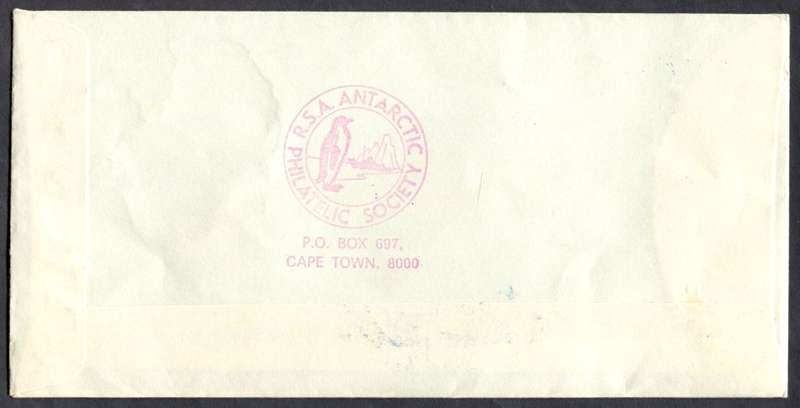 R.S.A. ANTARCTIC
PHILATELIC SOCIETY
P.O. BOX 697,
CAPE TOWN, 8000